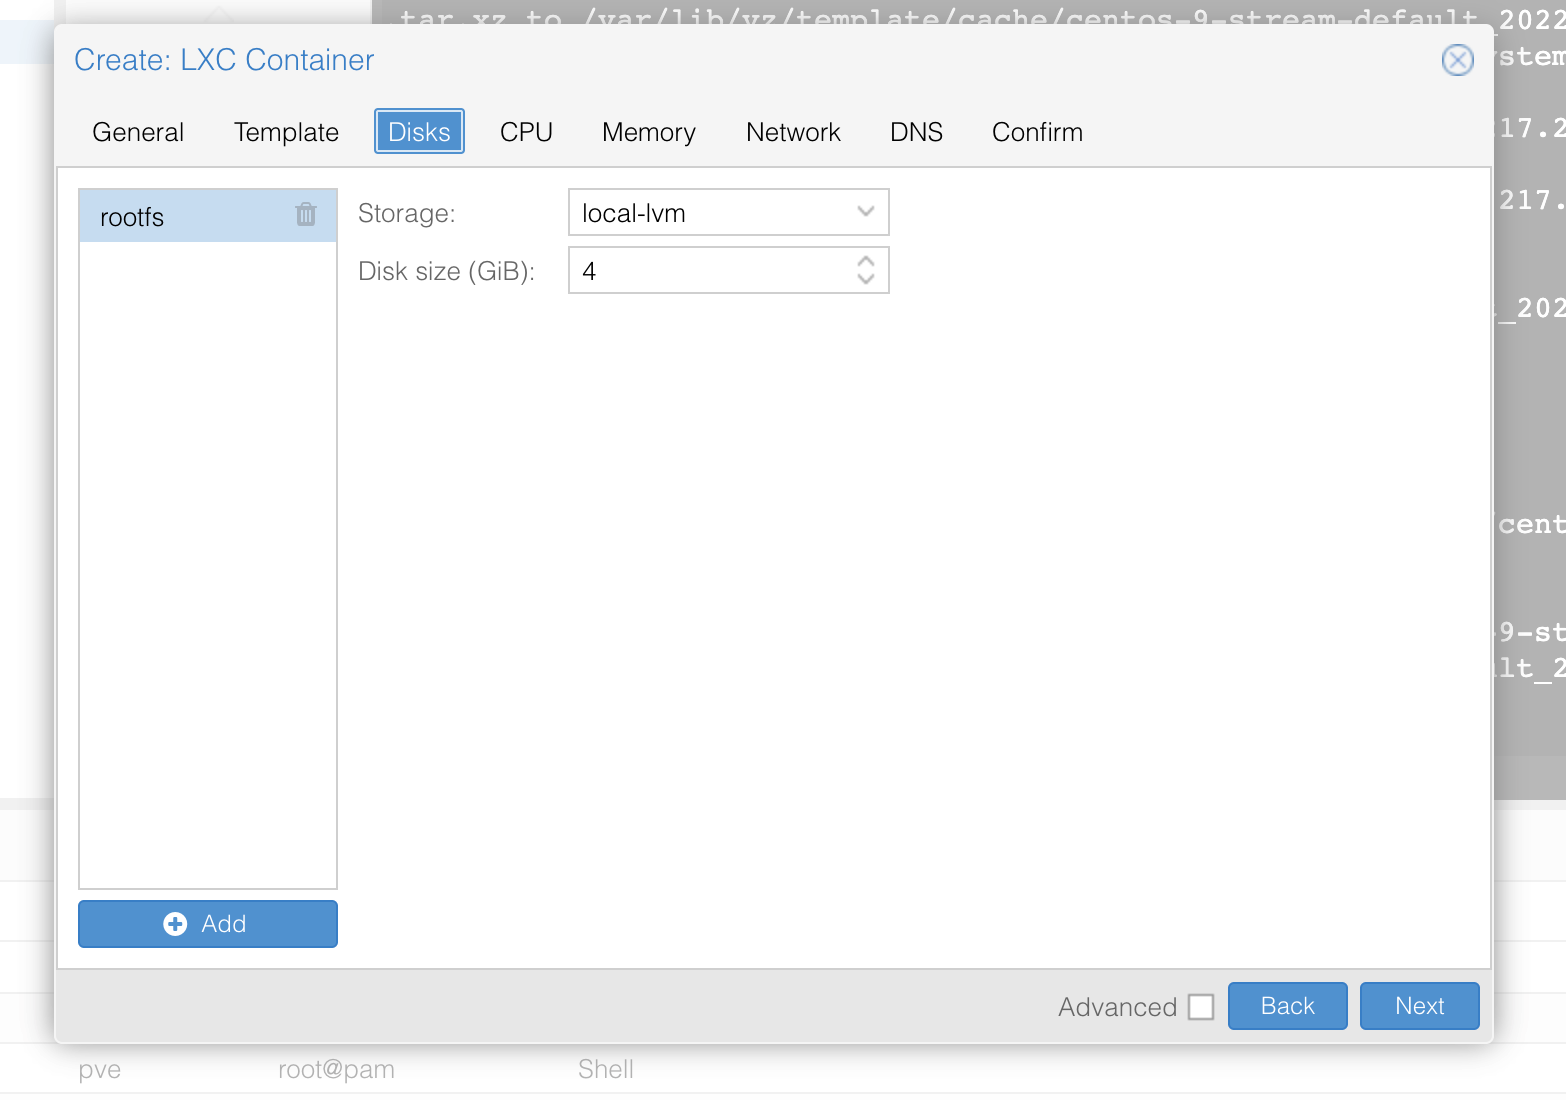 .tar.xz to /var/lib/vz/template/cache/centos-9-stream-default_2022
Create: LXC Container
stem
General Template Disks CPU Memory Network DNS Confirm
17.2
rootfs
Storage: local-lvm
217.
Disk size (GiB): 4
_202
cent
9-st
lt_2
Add
Advanced Back Next
pve root@pam Shell